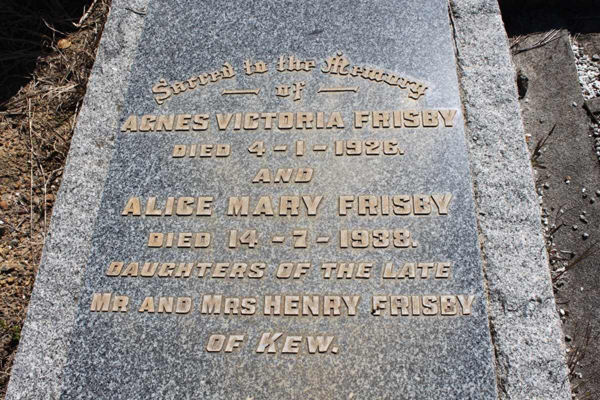 Sacred to the Memory
of
AGNES VICTORIA FRISBY
DIED 4-1-1926.
AND
ALICE MARY FRISBY
DIED 14-7-1938.
DAUGHTERS OF THE LATE
MR AND MRS HENRY FRISBY
OF KEW.